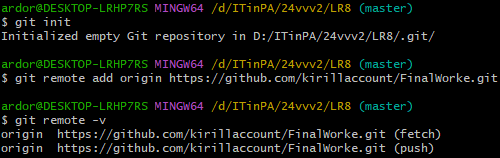 ardor@DESKTOP-LRHP7RS MINGW64 /d/ITinPA/24vvv2/LR8 (master)
$ git init
Initialized empty Git repository in D:/ITinPA/24vvv2/LR8/.git/
ardor@DESKTOP-LRHP7RS MINGW64 /d/ITinPA/24vvv2/LR8 (master)
$ git remote add origin https://github.com/kirillaccount/FinalWorke.git
ardor@DESKTOP-LRHP7RS MINGW64 /d/ITinPA/24vvv2/LR8 (master)
$ git remote -v
origin  https://github.com/kirillaccount/FinalWorke.git (fetch)
origin  https://github.com/kirillaccount/FinalWorke.git (push)